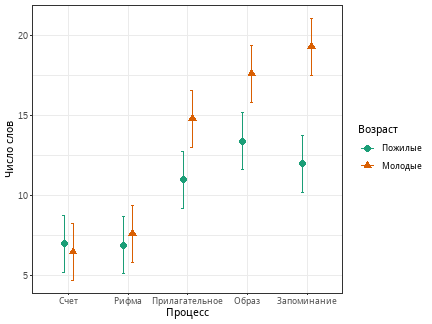 Число слов
20
15
10
5
Счет Рифма Прилагательное Образ Запоминание
Процесс
Возраст
Пожилые
Молодые